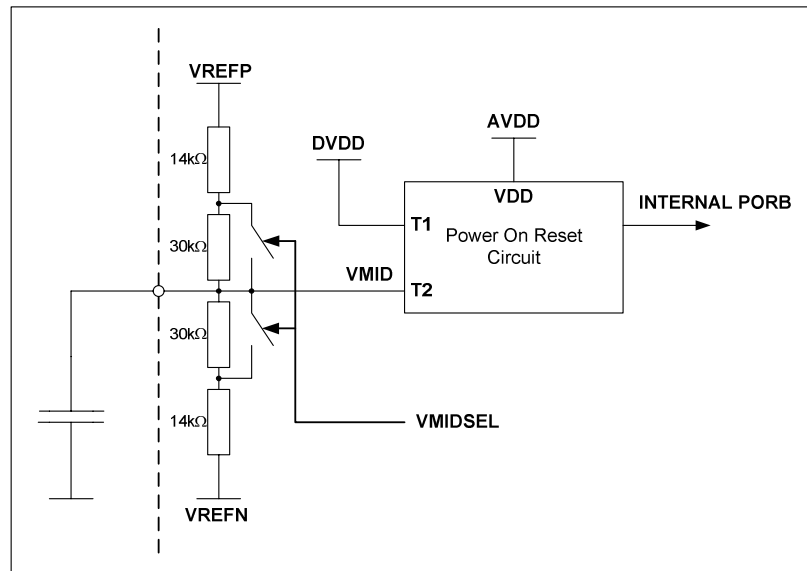 VREFP
AVDD
DVDD
14kΩ
VDD
INTERNAL PORB
T1
Power On Reset
Circuit
30kΩ
VMID
T2
30kΩ
14kΩ
VMIDSEL
VREFN